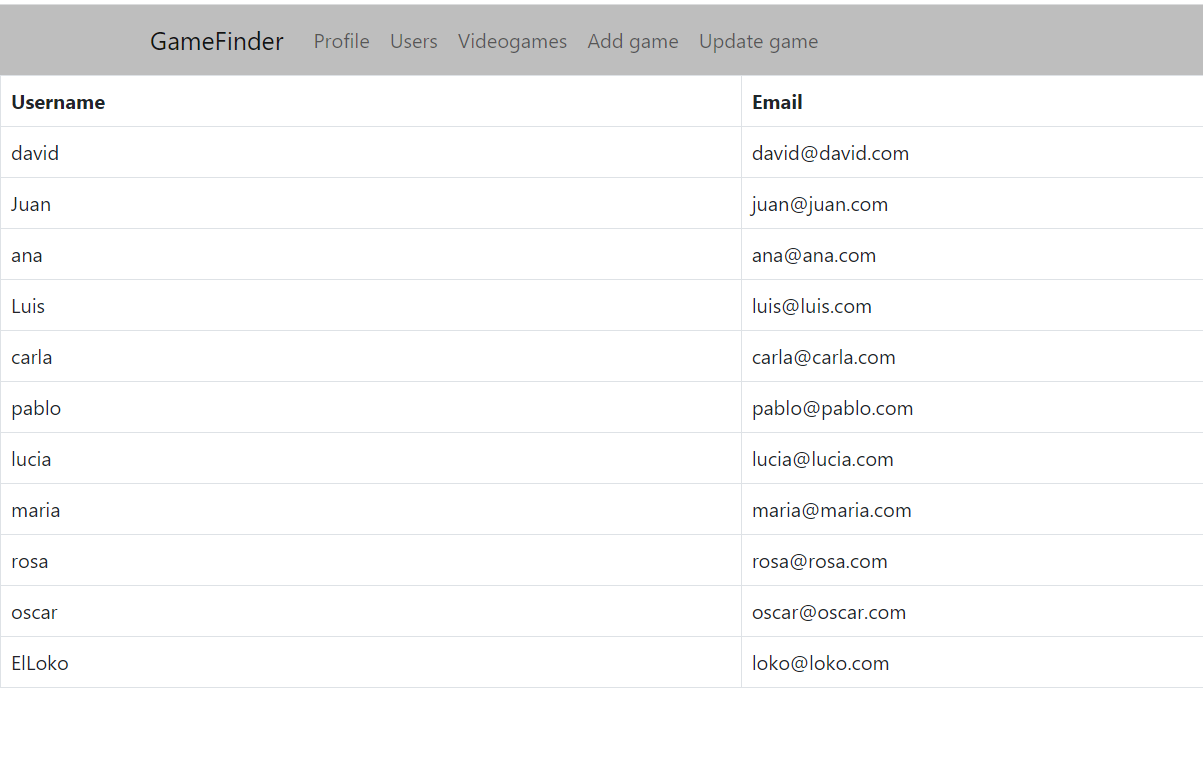 GameFinder Profile Users Videogames Add game Update game
Username Email
david david@david.com
Juan juan@juan.com
ana ana@ana.com
Luis luis@luis.com
carla carla@carla.com
pablo pablo@pablo.com
lucia lucia@lucia.com
maria maria@maria.com
rosa rosa@rosa.com
oscar oscar@oscar.com
ElLoko loko@loko.com